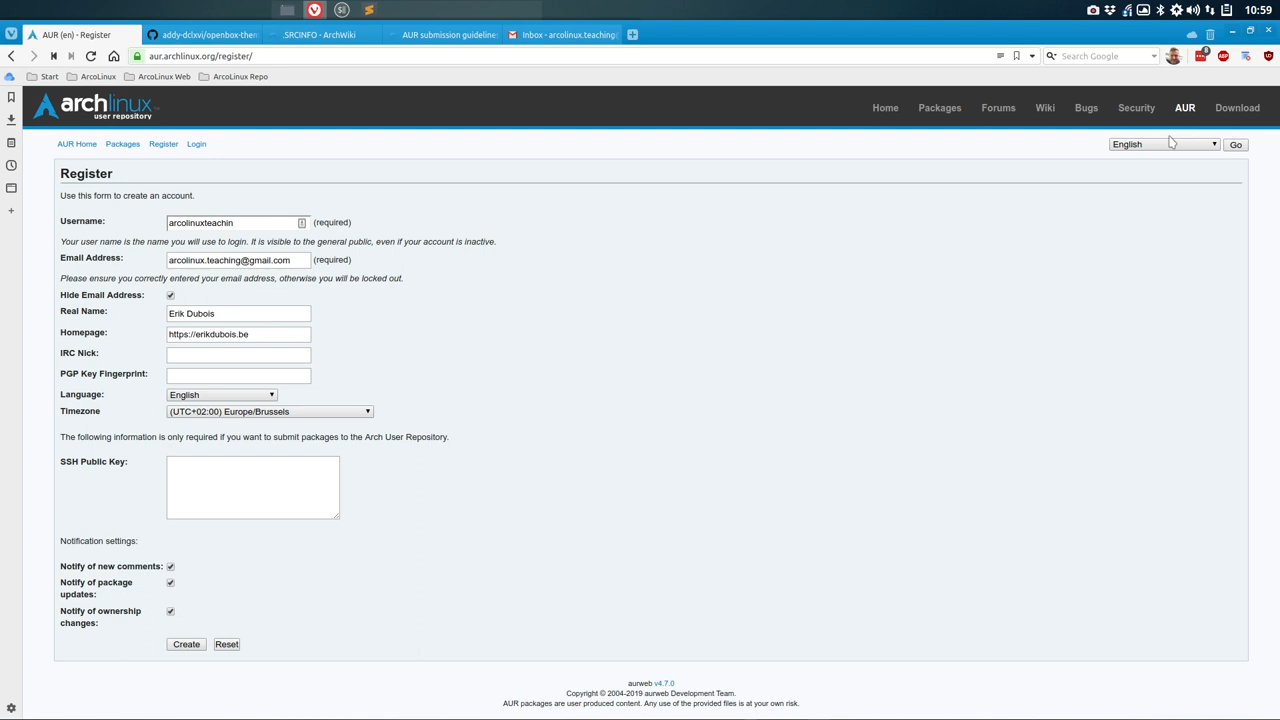 10:59
AUR (en) - Register
addy-dclxvi/openbox-then
.SRCINFO - ArchWiki
AUR submission guideline
Inbox - arcolinux.teaching
aur.archlinux.org/register/
Search Google
8
ABP
Start
ArcoLinux
ArcoLinux Web
ArcoLinux Repo
archlinux
user repository
Home
Packages
Forums
Wiki
Bugs
Security
AUR
Download
AUR Home
Packages
Register
Login
English
Go
Register
Use this form to create an account.
Username: arcolinuxteachin (required)
Your user name is the name you will use to login. It is visible to the general public, even if your account is inactive.
Email Address: arcolinux.teaching@gmail.com (required)
Please ensure you correctly entered your email address, otherwise you will be locked out.
Hide Email Address:
Real Name: Erik Dubois
Homepage: https://erikdubois.be
IRC Nick:
PGP Key Fingerprint:
Language: English
Timezone (UTC+02:00) Europe/Brussels
The following information is only required if you want to submit packages to the Arch User Repository.
SSH Public Key:
Notification settings:
Notify of new comments:
Notify of package
updates:
Notify of ownership
changes:
Create Reset
aurweb v4.7.0
Copyright © 2004-2019 aurweb Development Team.
AUR packages are user produced content. Any use of the provided files is at your own risk.